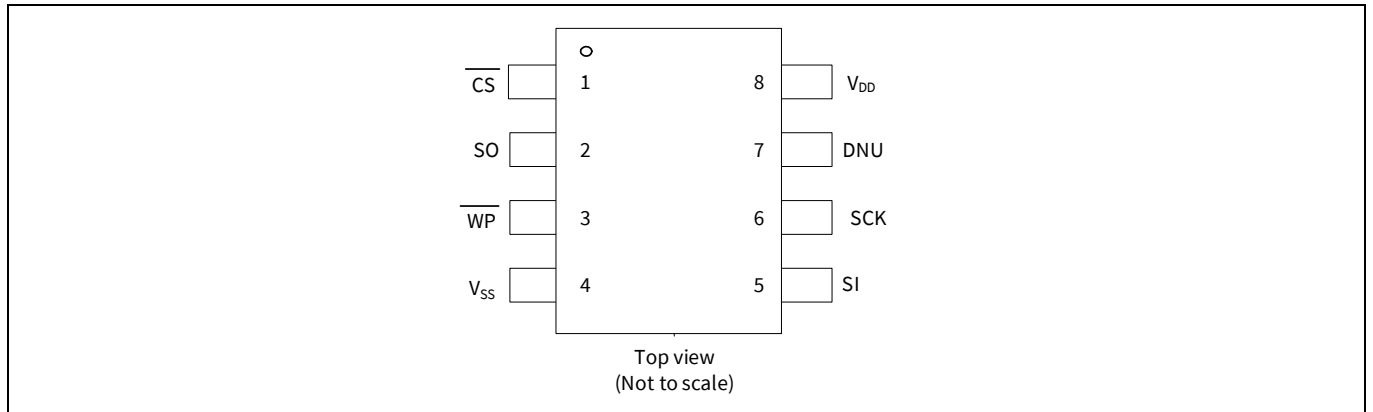 CS 1 8 VDD
SO 2 7 DNU
WP 3 6 SCK
VSS 4 5 SI
Top view
(Not to scale)